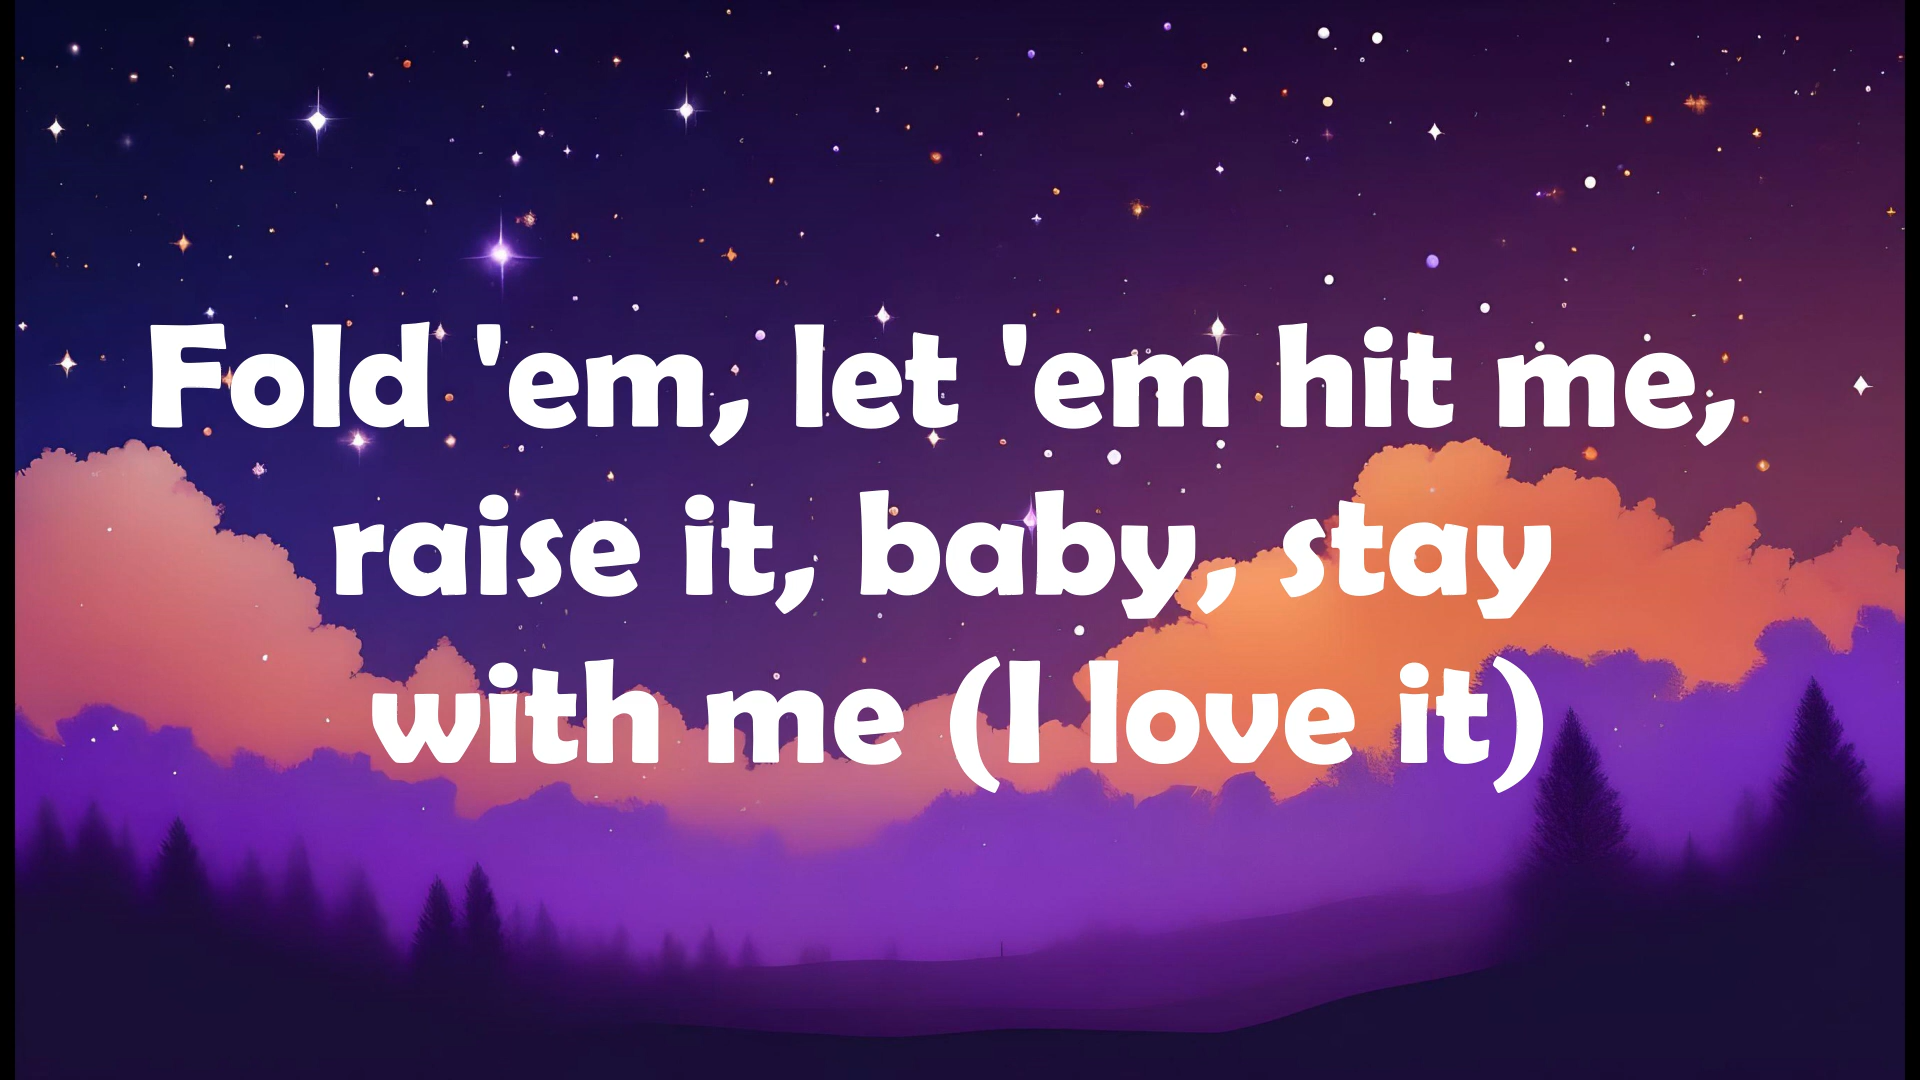 Fold 'em, let 'em hit me,
raise it, baby, stay
with me (I love it)